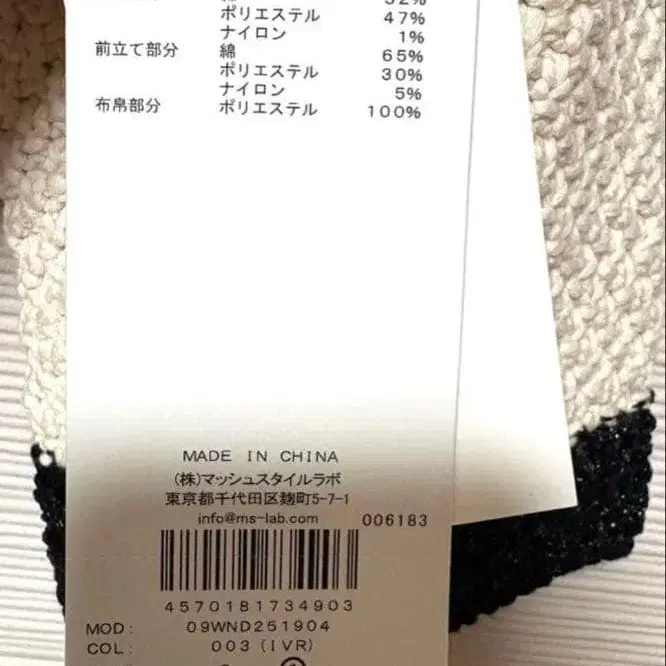 綿 52%
ポリエステル 47%
ナイロン 1%
前立て部分 綿 65%
ポリエステル 30%
ナイロン 5%
布帛部分 ポリエステル 100%
MADE IN CHINA
(株)マッシュスタイルラボ
東京都千代田区麹町5-7-1
info@ms-lab.com 006183
4570181734903
MOD: 09WND251904
COL: 003(IVR)